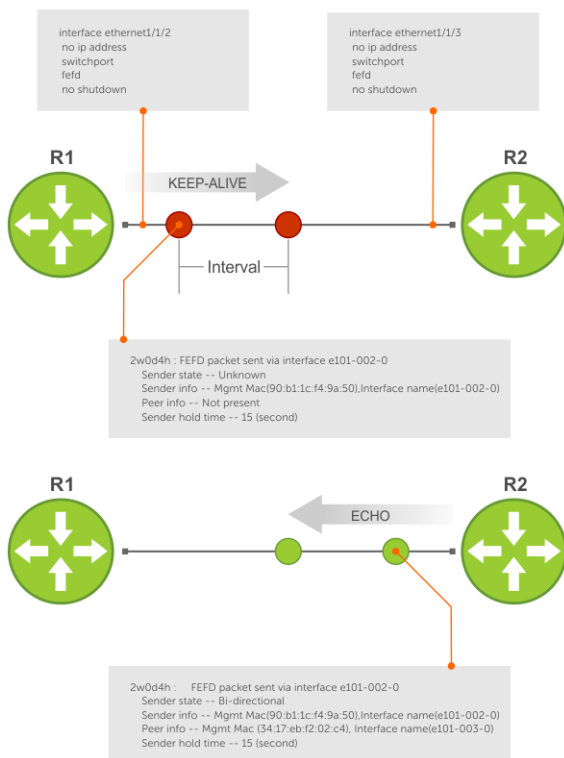 interface ethernet1/1/2
no ip address
switchport
fefd
no shutdown
interface ethernet1/1/3
no ip address
switchport
fefd
no shutdown
R1
R2
KEEP-ALIVE
Interval
2w0d4h : FEFD packet sent via interface e101-002-0
Sender state -- Unknown
Sender info -- Mgmt Mac(90:b1:1c:f4:9a:50),Interface name(e101-002-0)
Peer info -- Not present
Sender hold time -- 15 (second)
R1
R2
ECHO
2w0d4h : FEFD packet sent via interface e101-002-0
Sender state -- Bi-directional
Sender info -- Mgmt Mac(90:b1:1c:f4:9a:50),Interface name(e101-002-0)
Peer info -- Mgmt Mac (34:17:eb:f2:02:c4), Interface name(e101-003-0)
Sender hold time -- 15 (second)